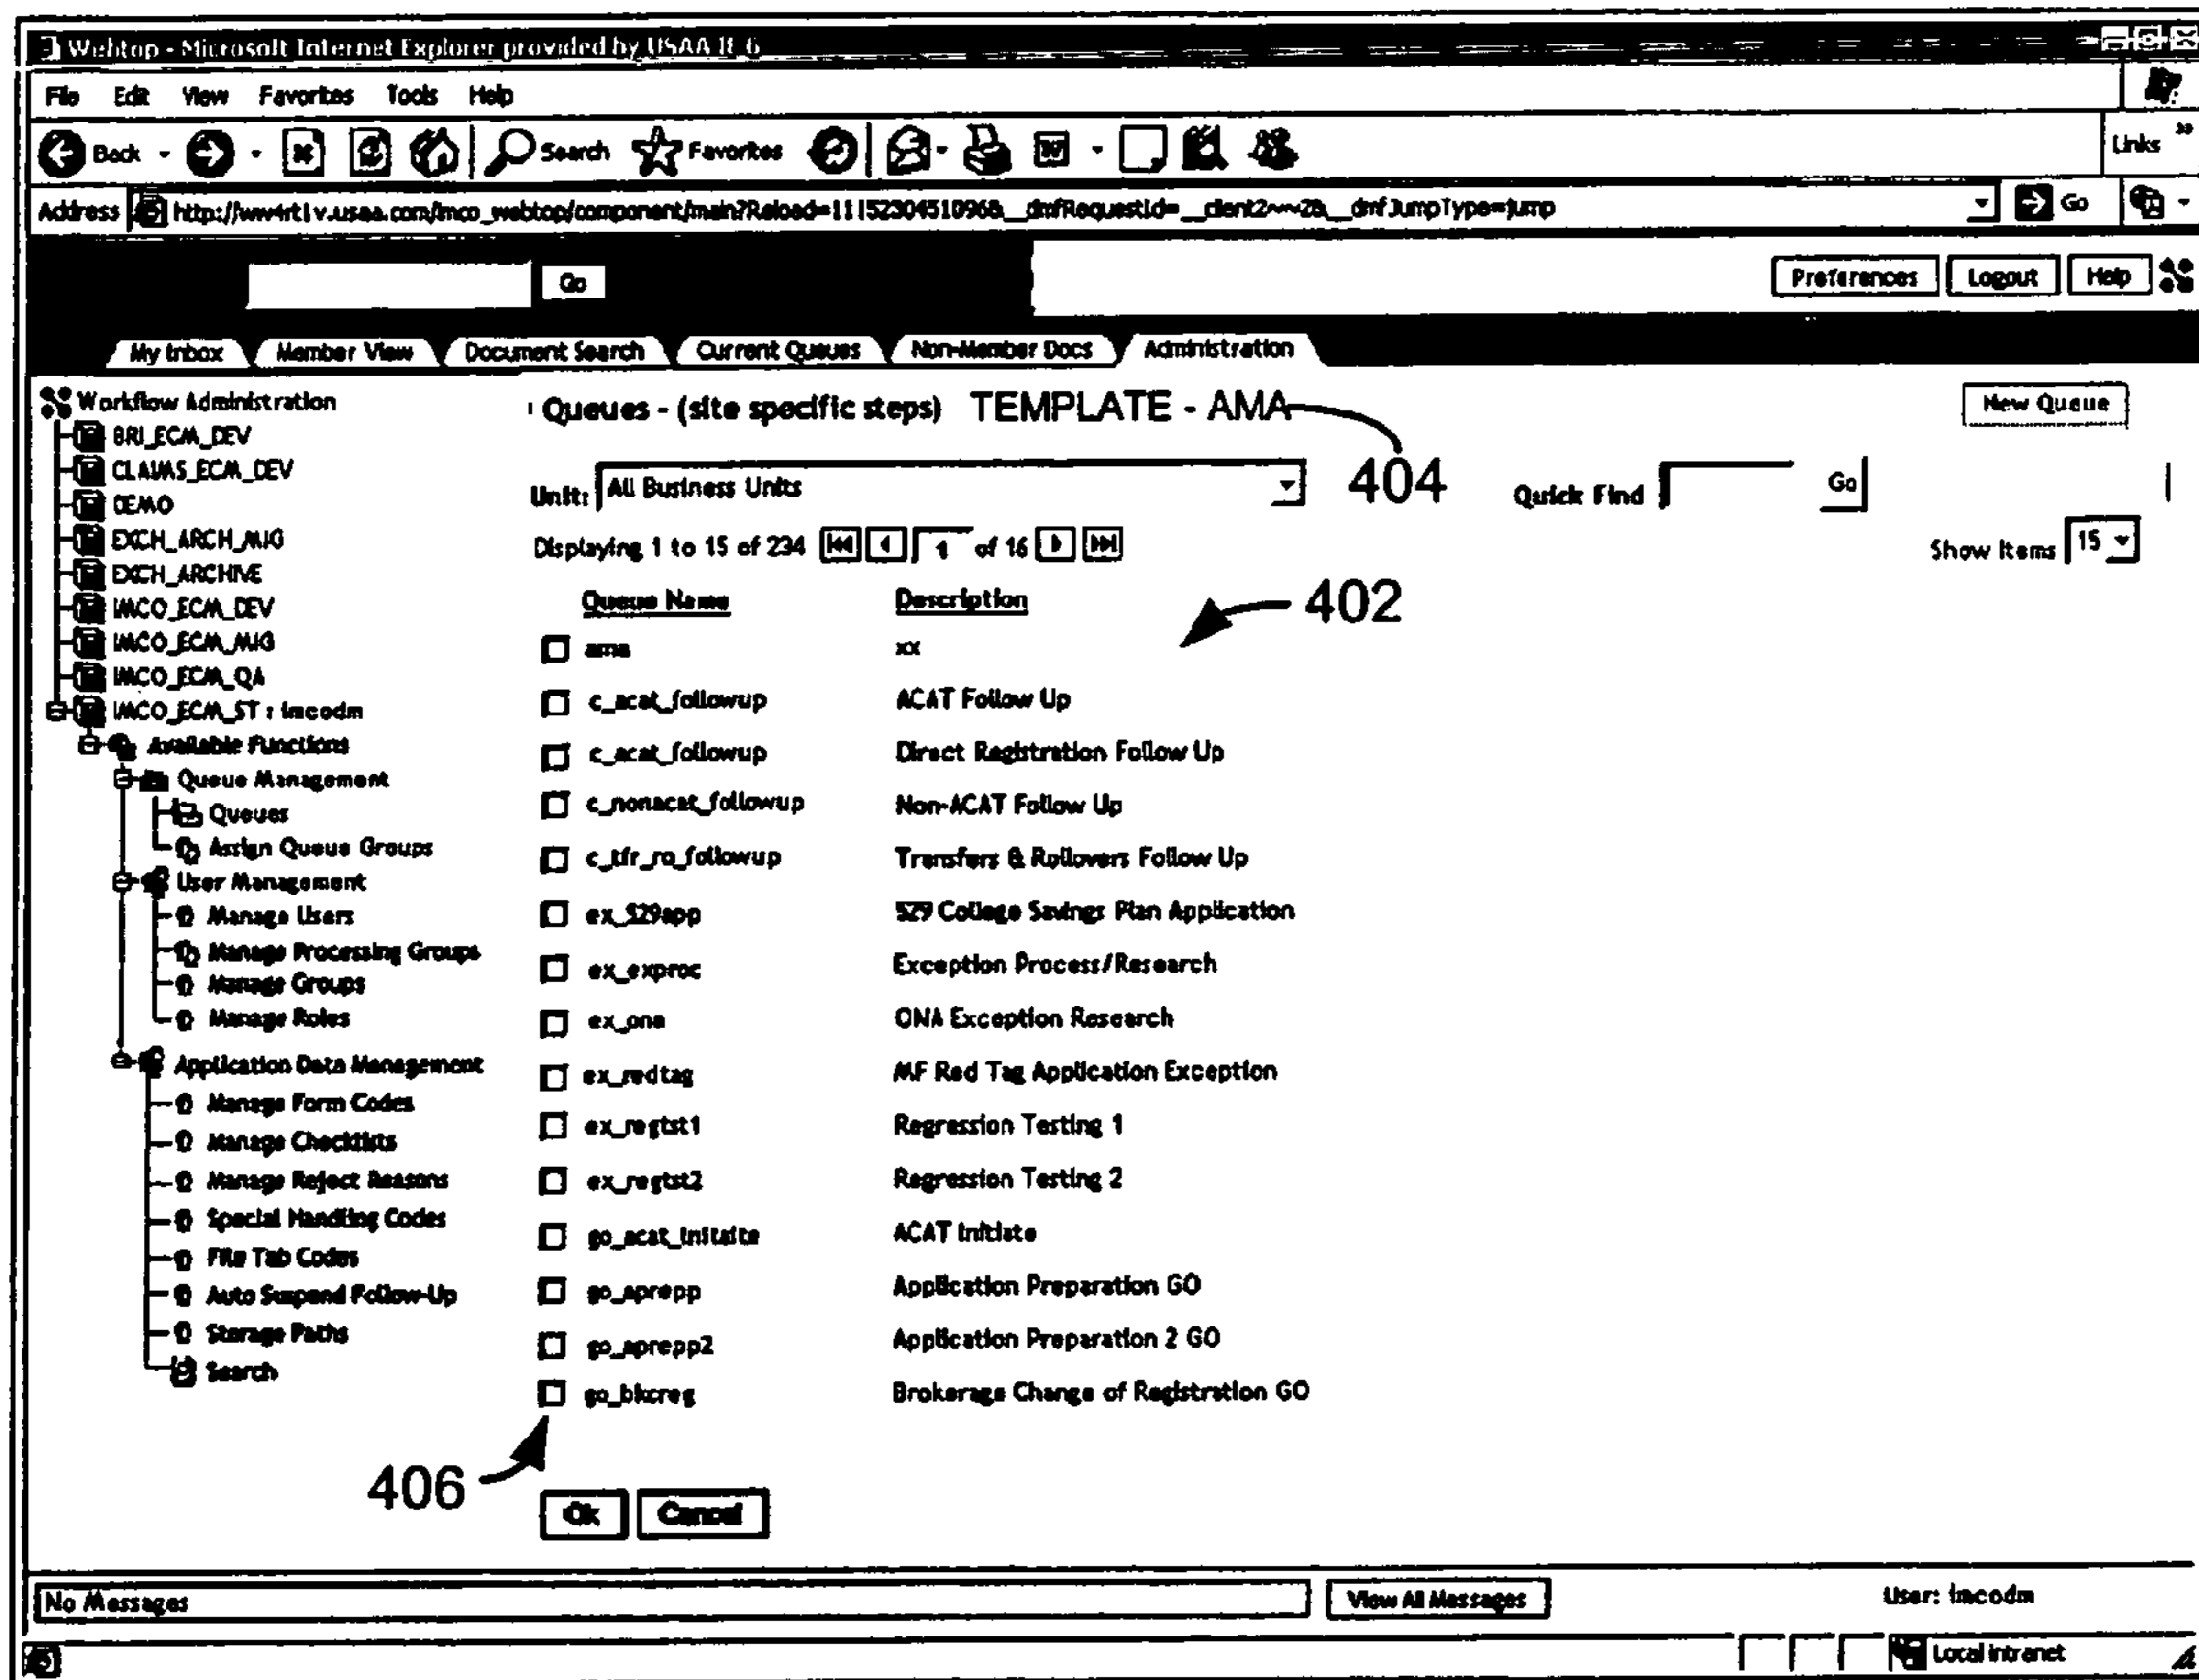 Webtop - Microsoft Internet Explorer provided by USAA IE 6
File Edit View Favorites Tools Help
Back Search Favorites Links »
Address http://ww4rt1v.usaa.com/imco_webtop/component/main?Reload=1115230451096&__dmfRequestId=__client2~~2&__dmfJumpType=jump Go
Go Preferences Logout Help
My Inbox Member View Document Search Current Queues Non-Member Docs Administration
Workflow Administration
BRI_ECM_DEV
CLAIMS_ECM_DEV
DEMO
EXCH_ARCH_MIG
EXCH_ARCHIVE
IMCO_ECM_DEV
IMCO_ECM_MIG
IMCO_ECM_QA
IMCO_ECM_ST : imcodm
Available Functions
Queue Management
Queues
Assign Queue Groups
User Management
Manage Users
Manage Processing Groups
Manage Groups
Manage Roles
Application Data Management
Manage Form Codes
Manage Checklists
Manage Reject Reasons
Special Handling Codes
File Tab Codes
Auto Suspend Follow-Up
Storage Paths
Search
Queues - (site specific steps) TEMPLATE - AMA New Queue
404
Unit: All Business Units Quick Find Go
Displaying 1 to 15 of 234 1 of 16 Show Items 15
Queue Name Description
402
ama xx
c_acat_followup ACAT Follow Up
c_acat_followup Direct Registration Follow Up
c_nonacat_followup Non-ACAT Follow Up
c_tfr_ro_followup Transfers & Rollovers Follow Up
ex_529app 529 College Savings Plan Application
ex_exproc Exception Process/Research
ex_ona ONA Exception Research
ex_redtag MF Red Tag Application Exception
ex_regtst1 Regression Testing 1
ex_regtst2 Regression Testing 2
go_acat_initaite ACAT Initiate
go_aprepp Application Preparation GO
go_aprepp2 Application Preparation 2 GO
go_bkcreg Brokerage Change of Registration GO
406
Ok Cancel
No Messages View All Messages User: imcodm
Local intranet